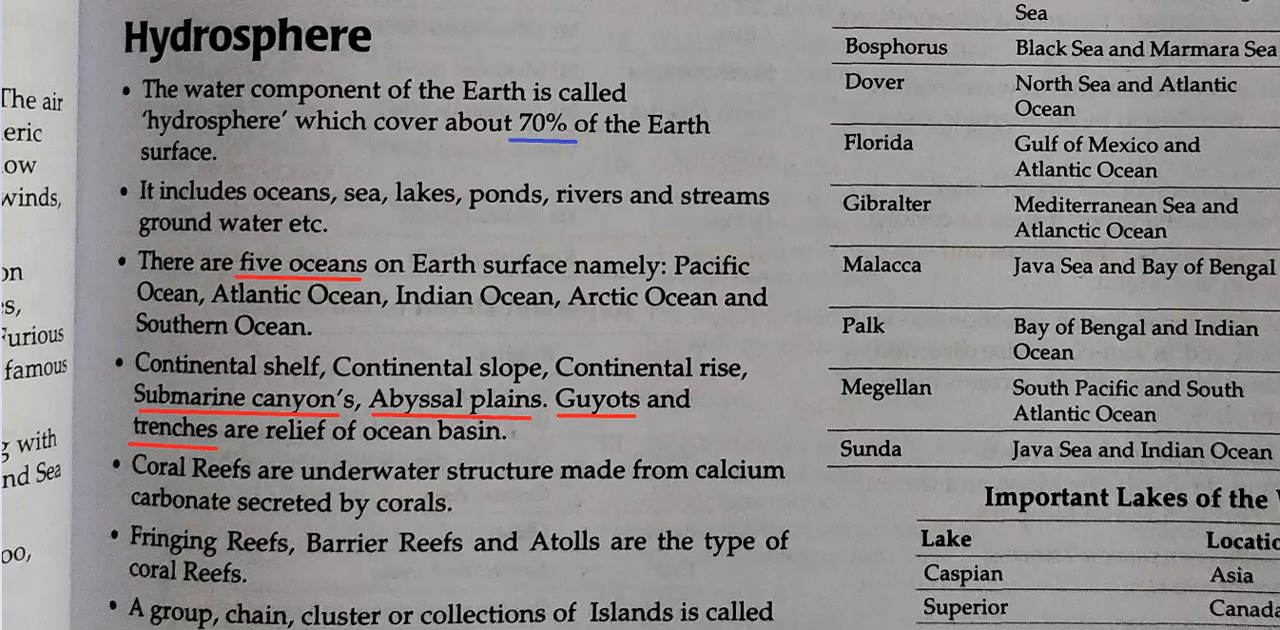 The air
eric
ow
winds,
on
s,
Furious
famous
g with
nd Sea
oo,
Hydrosphere
• The water component of the Earth is called
'hydrosphere' which cover about 70% of the Earth
surface.
• It includes oceans, sea, lakes, ponds, rivers and streams
ground water etc.
• There are five oceans on Earth surface namely: Pacific
Ocean, Atlantic Ocean, Indian Ocean, Arctic Ocean and
Southern Ocean.
• Continental shelf, Continental slope, Continental rise,
Submarine canyon's, Abyssal plains. Guyots and
trenches are relief of ocean basin.
• Coral Reefs are underwater structure made from calcium
carbonate secreted by corals.
• Fringing Reefs, Barrier Reefs and Atolls are the type of
coral Reefs.
• A group, chain, cluster or collections of Islands is called
Sea
Bosphorus Black Sea and Marmara Sea
Dover North Sea and Atlantic
Ocean
Florida Gulf of Mexico and
Atlantic Ocean
Gibralter Mediterranean Sea and
Atlanctic Ocean
Malacca Java Sea and Bay of Bengal
Palk Bay of Bengal and Indian
Ocean
Megellan South Pacific and South
Atlantic Ocean
Sunda Java Sea and Indian Ocean
Important Lakes of the
Lake Locatio
Caspian Asia
Superior Canada